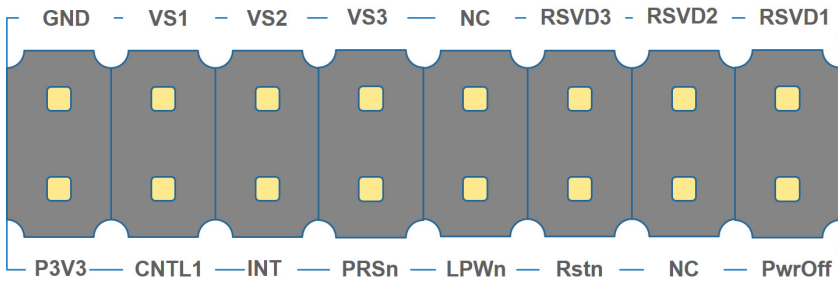 GND VS1 VS2 VS3 NC RSVD3 RSVD2 RSVD1
P3V3 CNTL1 INT PRSn LPWn Rstn NC PwrOff